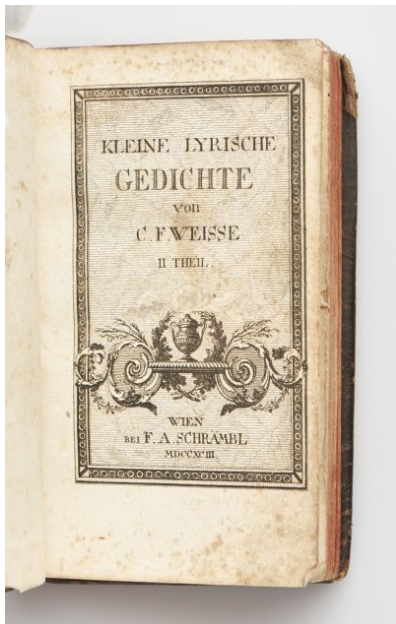 KLEINE LYRISCHE
GEDICHTE
von
C. F. WEISSE
II THEIL.
WIEN
BEI F. A. SCHRÄMBL
MDCCXCIII